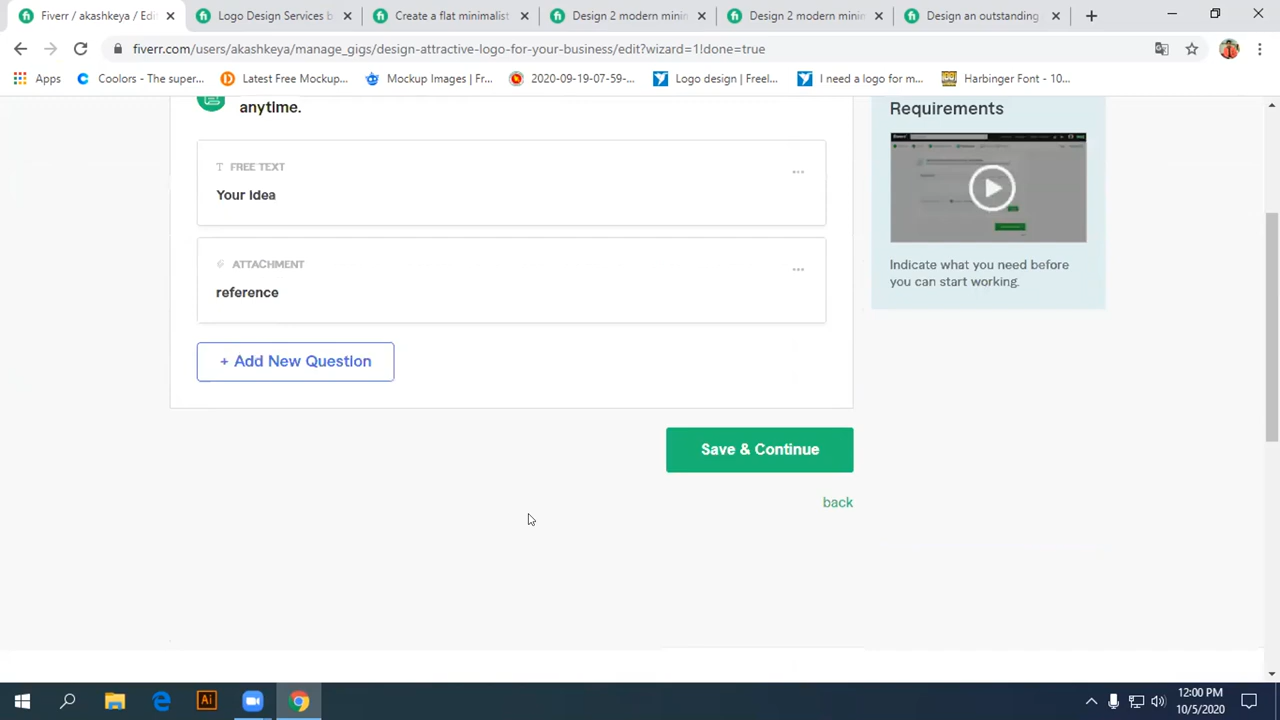 Fiverr / akashkeya / Edi
Logo Design Services b
Create a flat minimalist
Design 2 modern minin
Design 2 modern minin
Design an outstanding
fiverr.com/users/akashkeya/manage_gigs/design-attractive-logo-for-your-business/edit?wizard=1!done=true
Apps
Coolors - The super...
Latest Free Mockup...
Mockup Images | Fr...
2020-09-19-07-59-...
Logo design | Freel...
I need a logo for m...
Harbinger Font - 10...
anytime.
Requirements
FREE TEXT
Your Idea
ATTACHMENT
reference
Indicate what you need before
you can start working.
+ Add New Question
Save & Continue
back
12:00 PM
10/5/2020